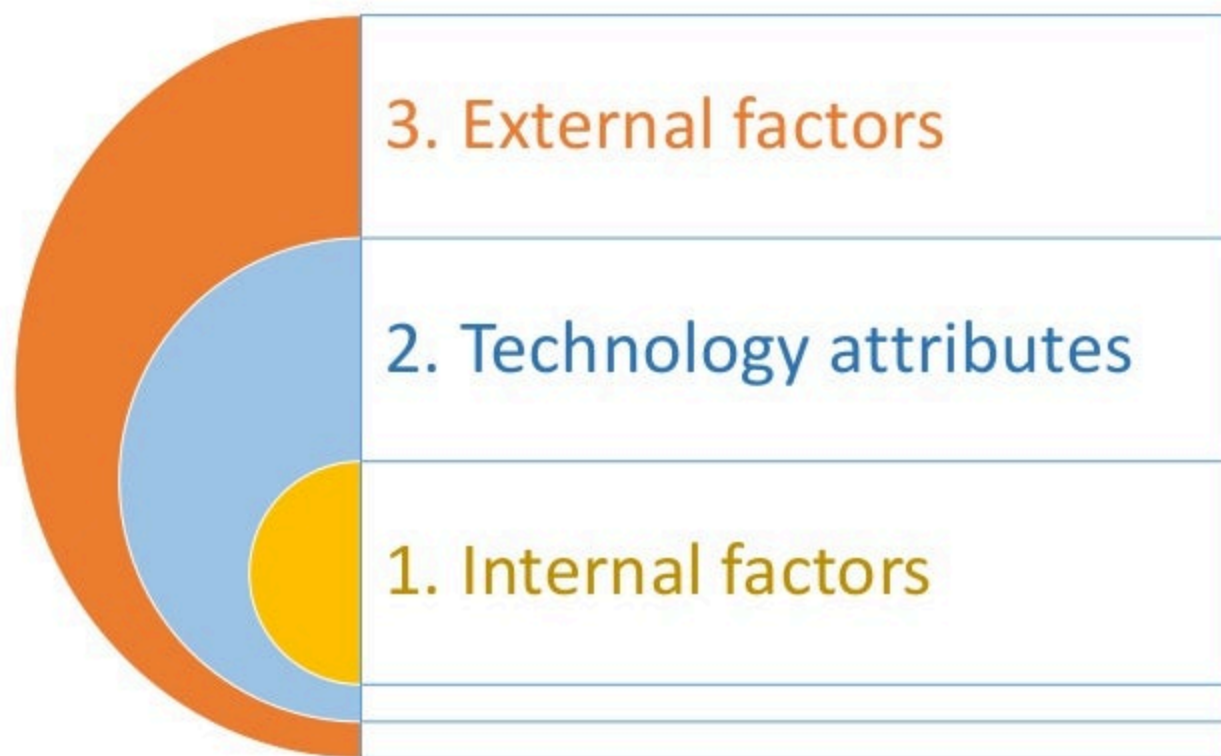 3. External factors
2. Technology attributes
1. Internal factors